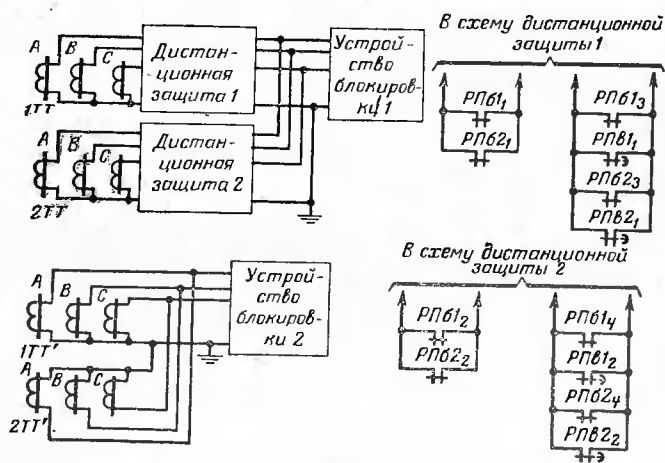 A
В
С
1ТТ
Дистан-
ционная
защита 1
Устрой-
ство
блокиров-
ки 1
A
В
С
2ТТ
Дистан-
ционная
защита 2
В схему дистанционной
защиты 1
РПб1₁
РПб2₁
РПб1₃
РПВ1₁
РПб2₃
РПВ2₁
A
В
С
1ТТ'
A
В
С
2ТТ'
Устрой-
ство
блокиров-
ки 2
В схему дистанционной
защиты 2
РПб1₂
РПб2₂
РПб1₄
РПВ1₂
РПб2₄
РПВ2₂